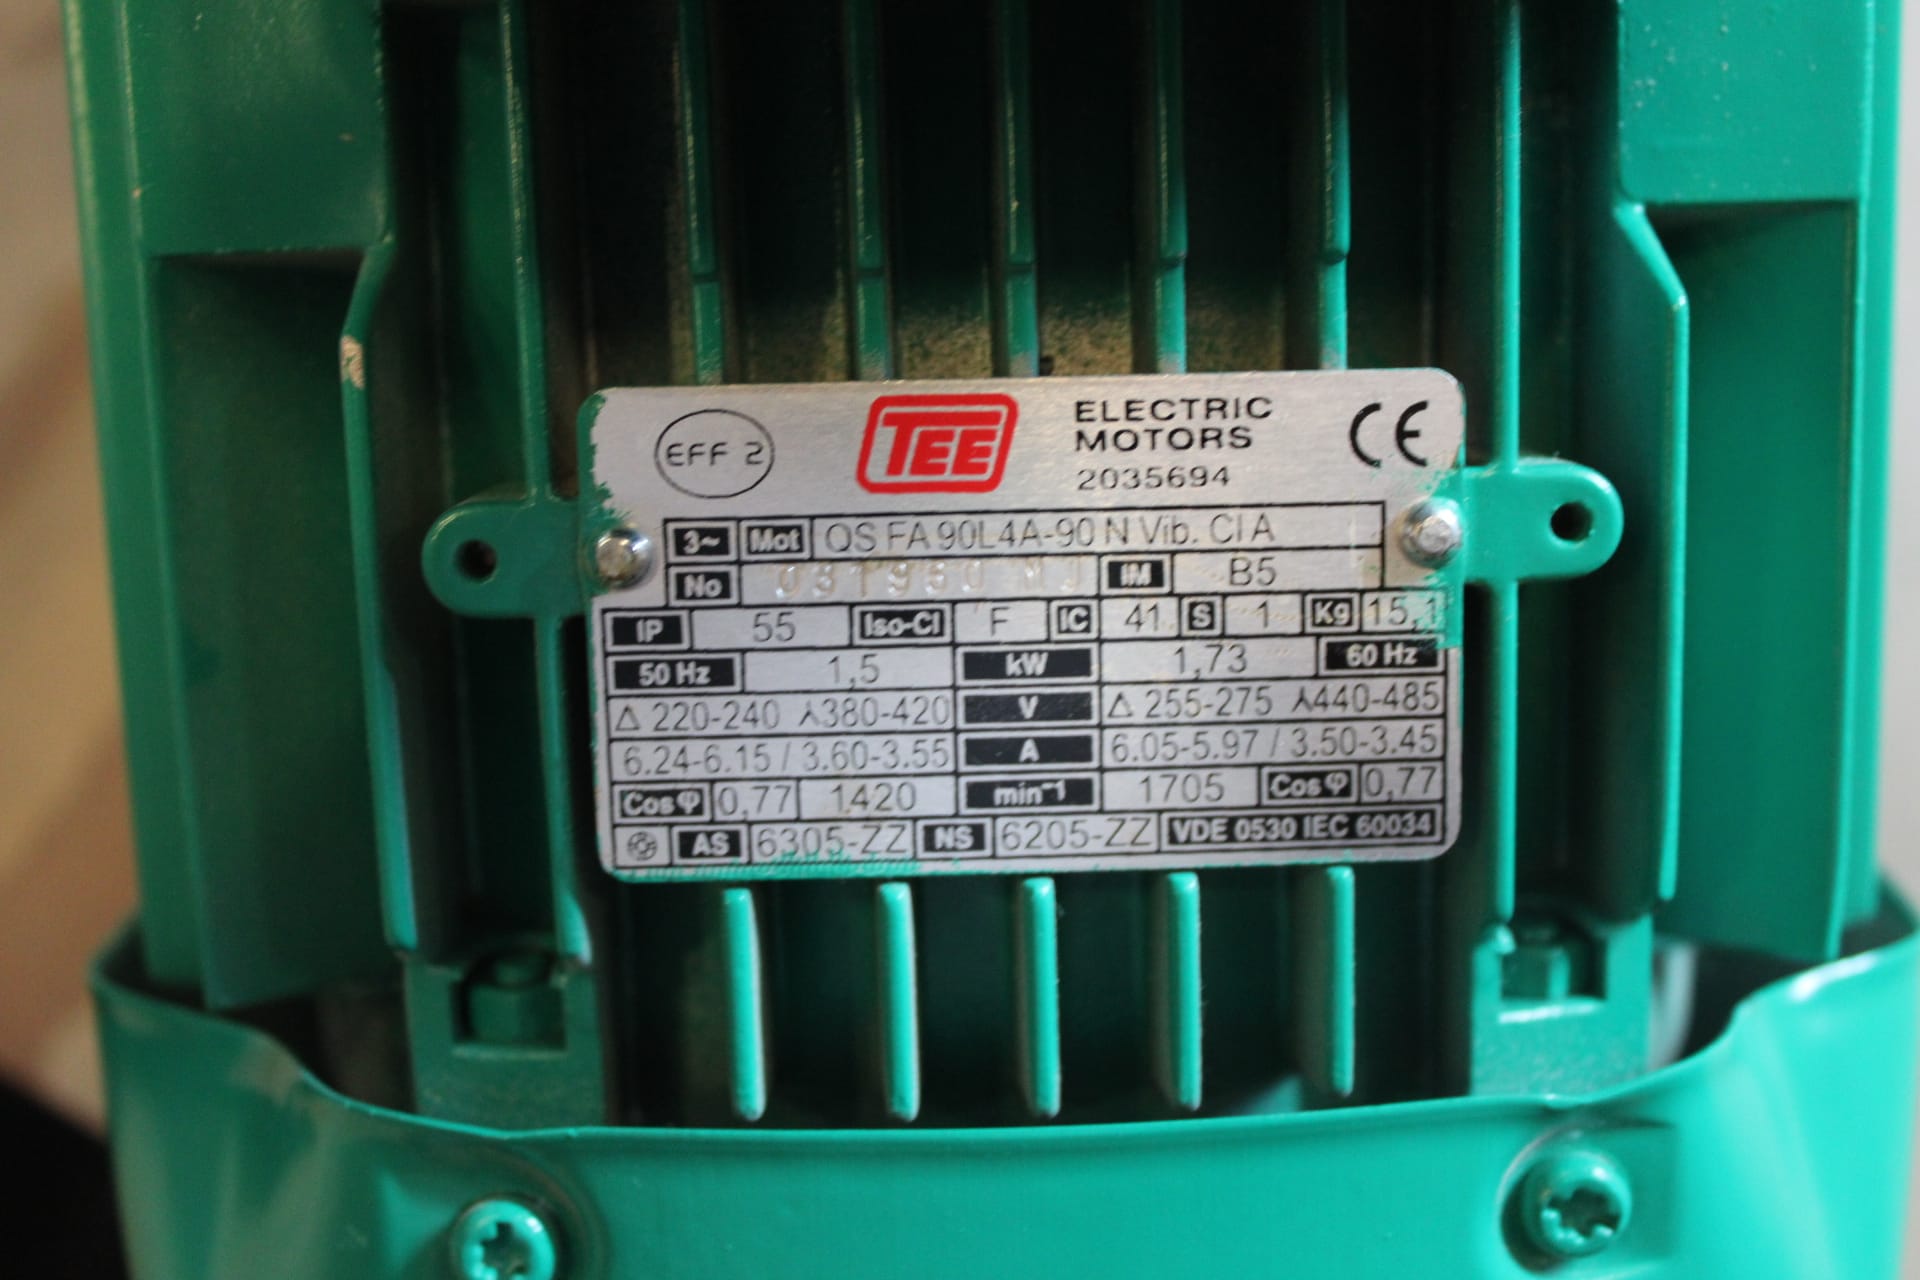 EFF 2
TEE
ELECTRIC
MOTORS
2035694
CE
3~ Mot QS FA 90L4A-90 N Vib. Cl A
No IM B5
IP 55 Iso-Cl F IC 41 S 1 Kg 15,1
50 Hz 1,5 kW 1,73 60 Hz
Δ 220-240 ⅄380-420 V Δ 255-275 ⅄440-485
6.24-6.15 / 3.60-3.55 A 6.05-5.97 / 3.50-3.45
Cos φ 0,77 1420 min⁻¹ 1705 Cos φ 0,77
AS 6305-ZZ NS 6205-ZZ VDE 0530 IEC 60034